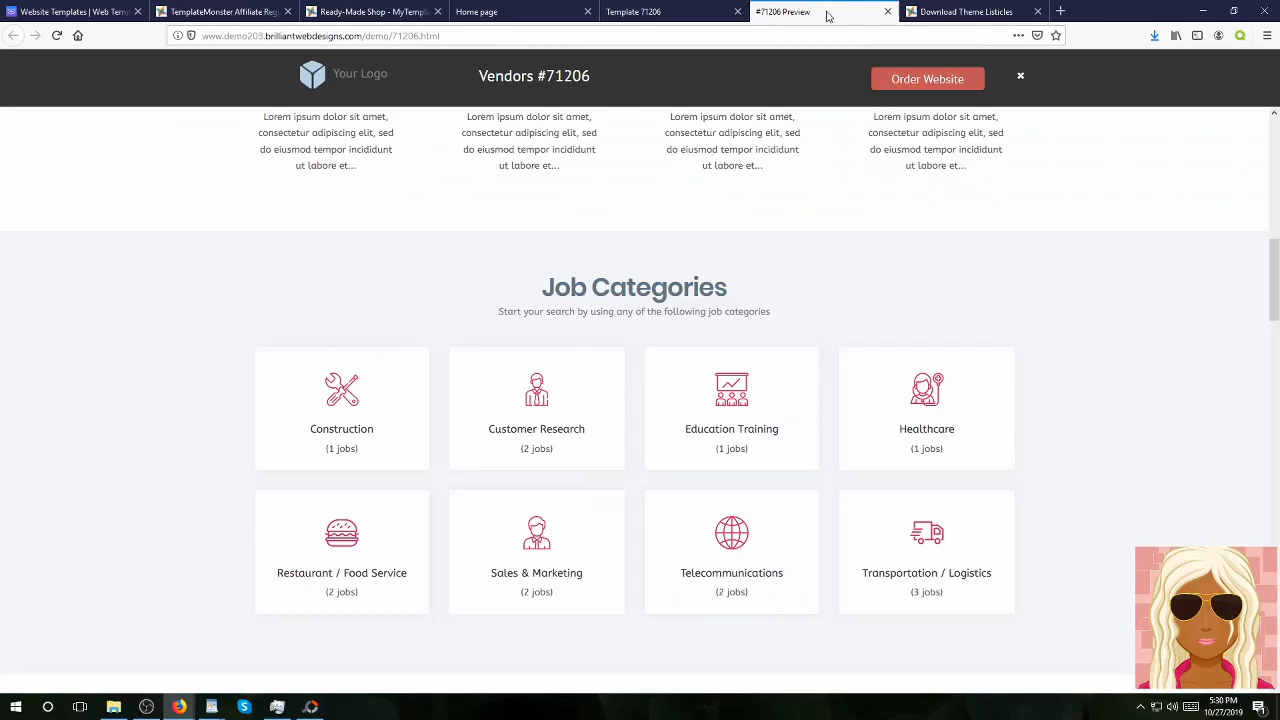 Website Templates | Web Tem
TemplateMonster Affiliate Reg
Ready-Made Shop - MyTempla
Home page
Template 71206
#71206 Preview
Download Theme Listicles
www.demo203.brilliantwebdesigns.com/demo/71206.html
Your Logo
Vendors #71206
Order Website
Lorem ipsum dolor sit amet,
consectetur adipiscing elit, sed
do eiusmod tempor incididunt
ut labore et...
Lorem ipsum dolor sit amet,
consectetur adipiscing elit, sed
do eiusmod tempor incididunt
ut labore et...
Lorem ipsum dolor sit amet,
consectetur adipiscing elit, sed
do eiusmod tempor incididunt
ut labore et...
Lorem ipsum dolor sit amet,
consectetur adipiscing elit, sed
do eiusmod tempor incididunt
ut labore et...
Job Categories
Start your search by using any of the following job categories
Construction
(1 jobs)
Customer Research
(2 jobs)
Education Training
(1 jobs)
Healthcare
(1 jobs)
Restaurant / Food Service
(2 jobs)
Sales & Marketing
(2 jobs)
Telecommunications
(2 jobs)
Transportation / Logistics
(3 jobs)
5:30 PM
10/27/2019